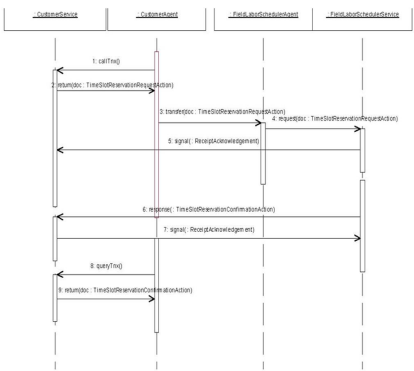 : CustomerService
: CustomerAgent
: FieldLaborSchedulerAgent
: FieldLaborSchedulerService
1: callTnx()
2: return(doc : TimeSlotReservationRequestAction)
3: transfer(doc : TimeSlotReservationRequestAction)
4: request(doc : TimeSlotReservationRequestAction)
5: signal( : ReceiptAcknowledgement)
6: response( : TimeSlotReservationConfirmationAction)
7: signal( : ReceiptAcknowledgement)
8: queryTnx()
9: return(doc : TimeSlotReservationConfirmationAction)